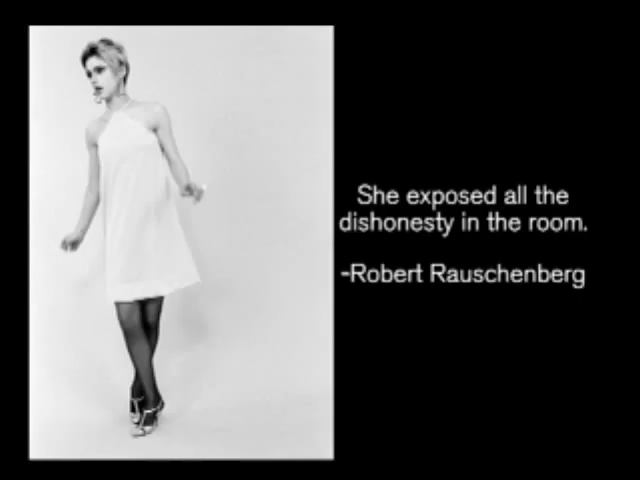 She exposed all the
dishonesty in the room.
-Robert Rauschenberg